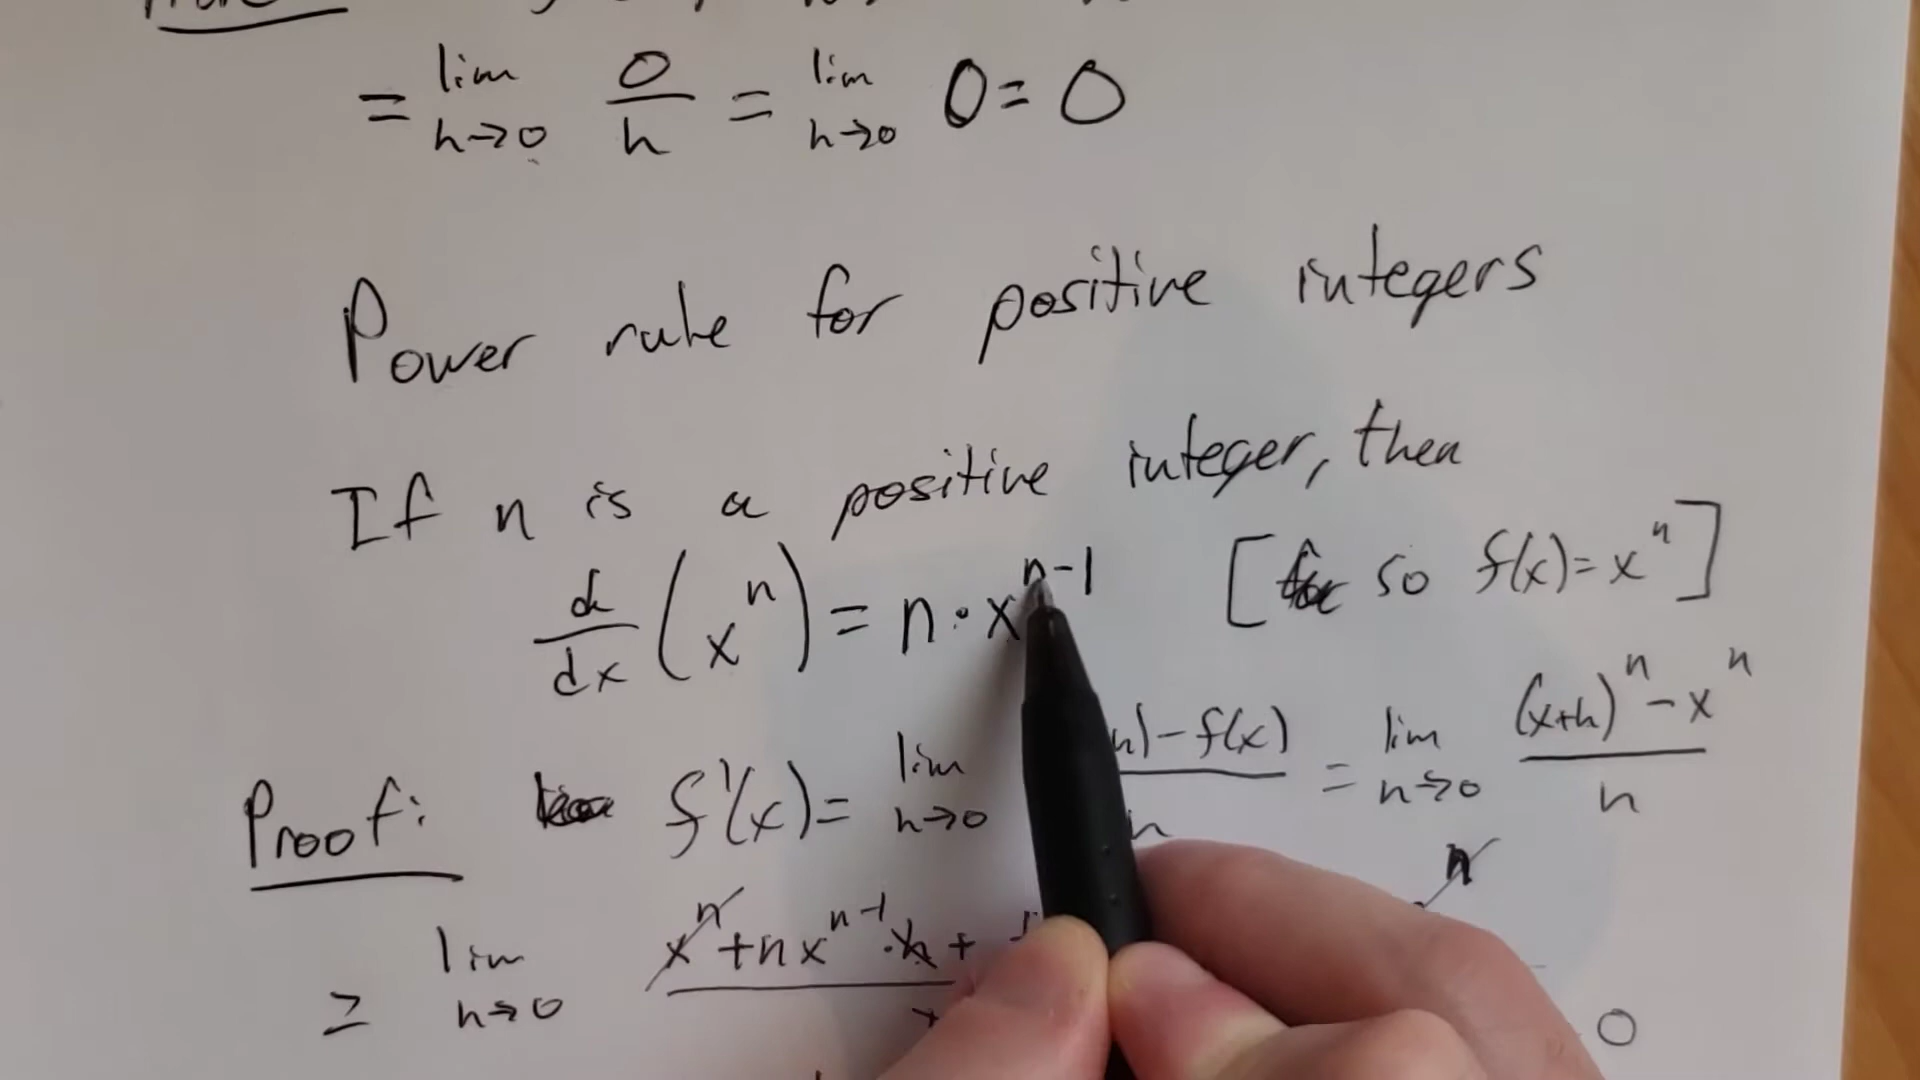 = lim h→0 0/h = lim h→0 0 = 0
Power rule for positive integers
If n is a positive integer, then
d/dx (x^n) = n · x^(n-1) [so f(x) = x^n]
Proof: f'(x) = lim h→0 h) - f(x) / h = lim h→0 (x+h)^n - x^n / h
= lim h→0 x^n + nx^(n-1) · h +
0